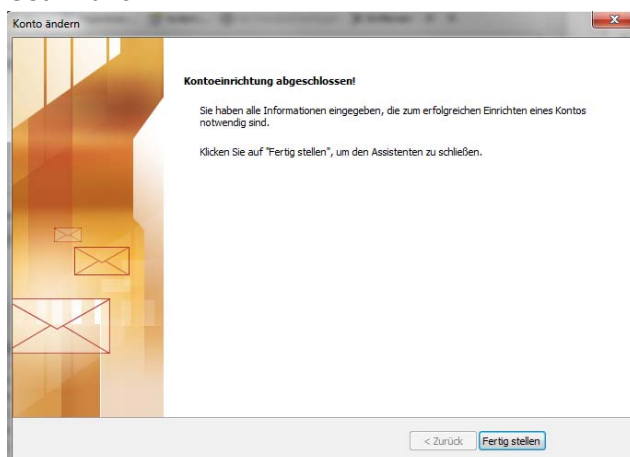 Konto ändern
Kontoeinrichtung abgeschlossen!
Sie haben alle Informationen eingegeben, die zum erfolgreichen Einrichten eines Kontos
notwendig sind.
Klicken Sie auf "Fertig stellen", um den Assistenten zu schließen.
< Zurück Fertig stellen